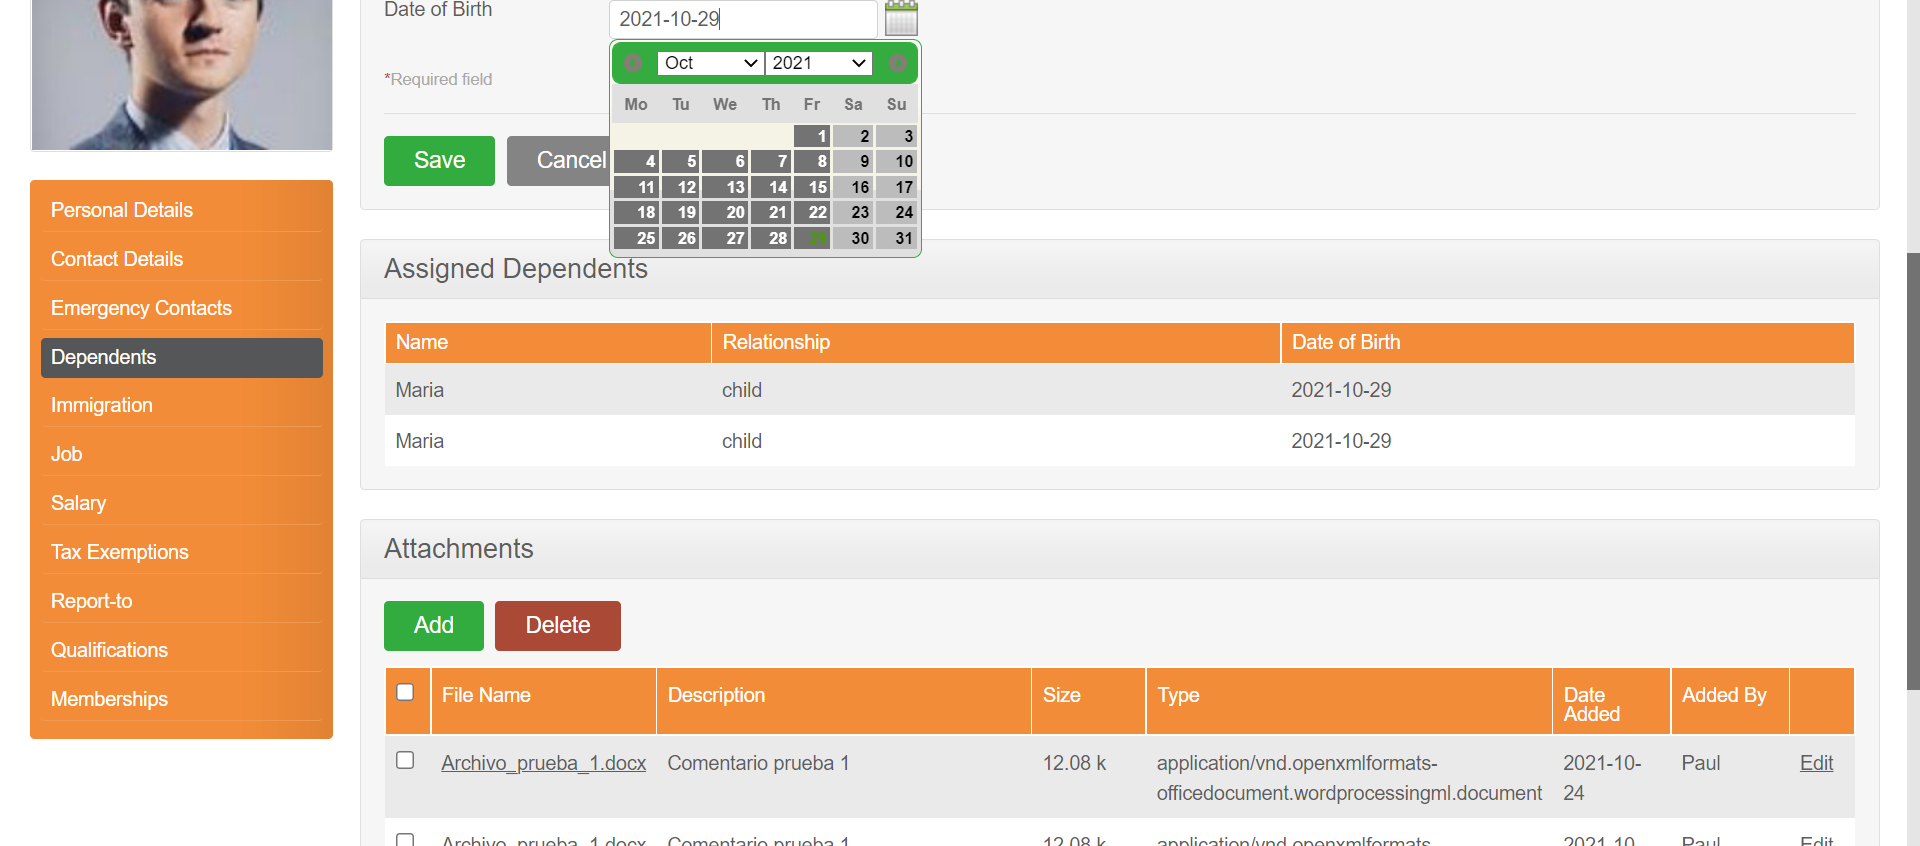 Date of Birth
2021-10-29
Oct 2021
*Required field
Mo Tu We Th Fr Sa Su
1 2 3
Save Cancel
4 5 6 7 8 9 10
11 12 13 14 15 16 17
18 19 20 21 22 23 24
25 26 27 28 29 30 31
Personal Details
Contact Details
Emergency Contacts
Dependents
Immigration
Job
Salary
Tax Exemptions
Report-to
Qualifications
Memberships
Assigned Dependents
Name Relationship Date of Birth
Maria child 2021-10-29
Maria child 2021-10-29
Attachments
Add Delete
File Name Description Size Type Date Added Added By
Archivo_prueba_1.docx Comentario prueba 1 12.08 k application/vnd.openxmlformats- 2021-10- Paul Edit
officedocument.wordprocessingml.document 24
Archivo_prueba_1.docx Comentario prueba 1 12.08 k application/vnd.openxmlformats- 2021-10- Paul Edit